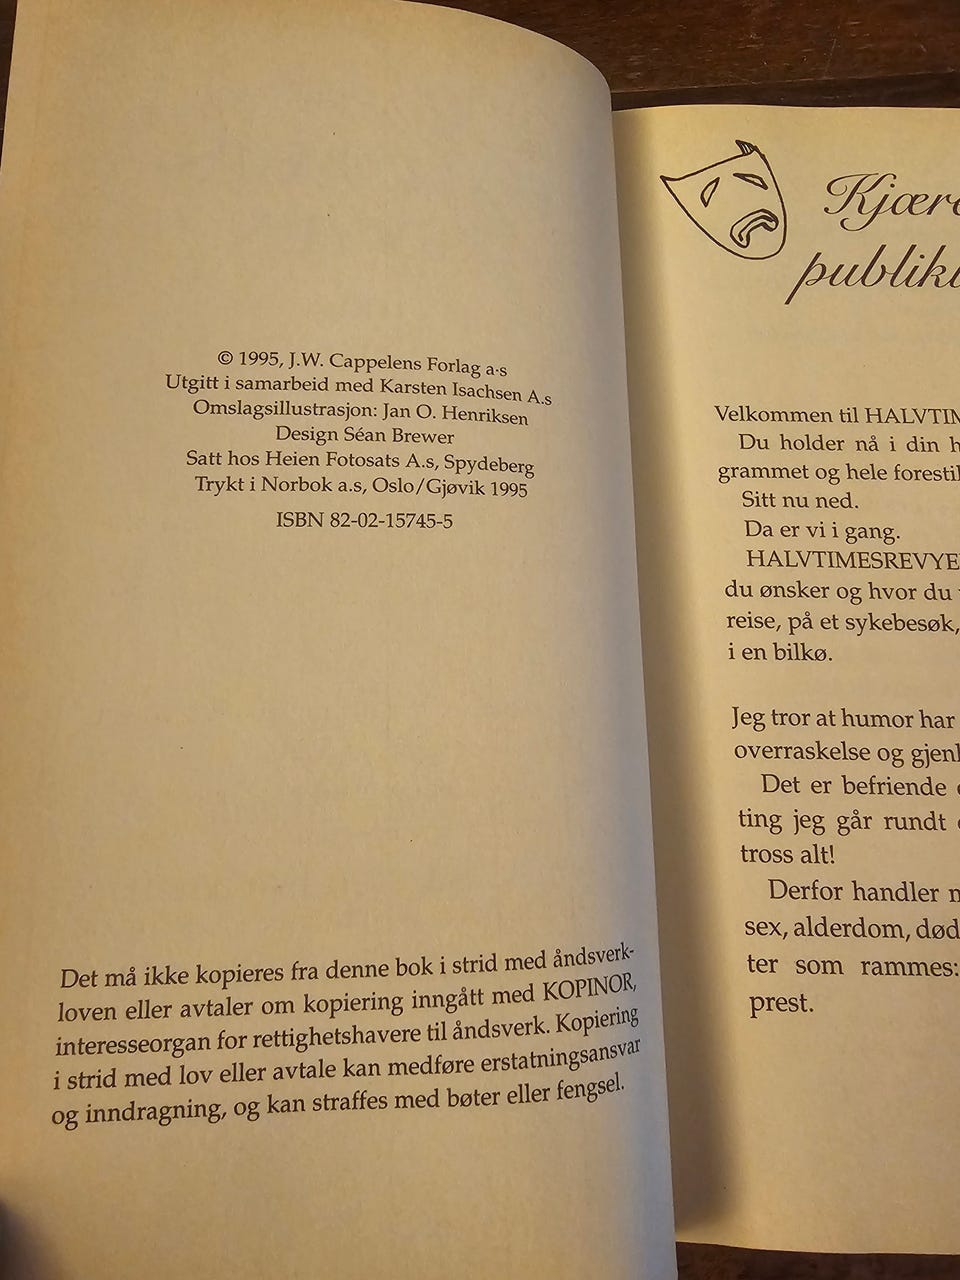 © 1995, J.W. Cappelens Forlag a·s
Utgitt i samarbeid med Karsten Isachsen A.s
Omslagsillustrasjon: Jan O. Henriksen
Design Séan Brewer
Satt hos Heien Fotosats A.s, Spydeberg
Trykt i Norbok a.s, Oslo/Gjøvik 1995
ISBN 82-02-15745-5
Det må ikke kopieres fra denne bok i strid med åndsverk-
loven eller avtaler om kopiering inngått med KOPINOR,
interesseorgan for rettighetshavere til åndsverk. Kopiering
i strid med lov eller avtale kan medføre erstatningsansvar
og inndragning, og kan straffes med bøter eller fengsel.
Kjære
Velkommen til
Du holder nå i din
grammet og hele
Sitt nu ned.
Da er vi i gang.
du ønsker og hvor du
reise, på et sykebesøk,
i en bilkø.
Jeg tror at humor har
overraskelse og
Det er befriende
ting jeg går rundt
tross alt!
Derfor handler
sex, alderdom, død
ter som rammes:
prest.